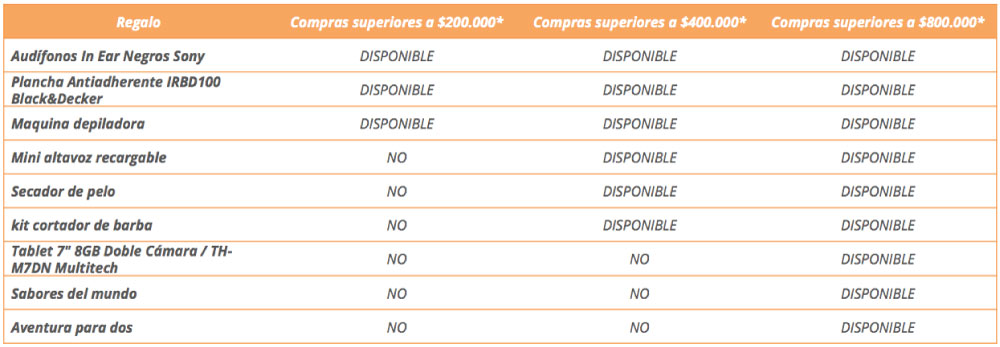 Regalo Compras superiores a $200.000* Compras superiores a $400.000* Compras superiores a $800.000*
Audífonos In Ear Negros Sony DISPONIBLE DISPONIBLE DISPONIBLE
Plancha Antiadherente IRBD100
Black&Decker DISPONIBLE DISPONIBLE DISPONIBLE
Maquina depiladora DISPONIBLE DISPONIBLE DISPONIBLE
Mini altavoz recargable NO DISPONIBLE DISPONIBLE
Secador de pelo NO DISPONIBLE DISPONIBLE
kit cortador de barba NO DISPONIBLE DISPONIBLE
Tablet 7" 8GB Doble Cámara / TH-
M7DN Multitech NO NO DISPONIBLE
Sabores del mundo NO NO DISPONIBLE
Aventura para dos NO NO DISPONIBLE